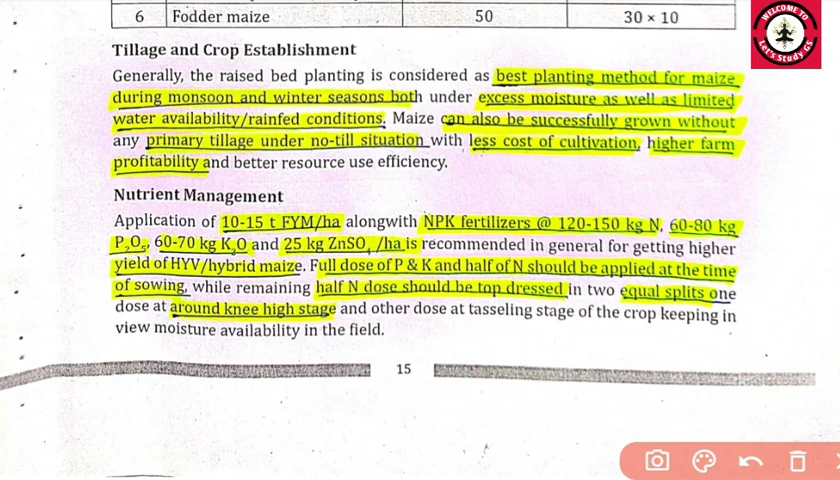 6 Fodder maize 50 30 × 10
WELCOME TO
Let's Study GS
Tillage and Crop Establishment
Generally, the raised bed planting is considered as best planting method for maize
during monsoon and winter seasons both under excess moisture as well as limited
water availability/rainfed conditions. Maize can also be successfully grown without
any primary tillage under no-till situation with less cost of cultivation, higher farm
profitability and better resource use efficiency.
Nutrient Management
Application of 10-15 t FYM/ha alongwith NPK fertilizers @ 120-150 kg N, 60-80 kg
P₂O₅, 60-70 kg K₂O and 25 kg ZnSO₄ /ha is recommended in general for getting higher
yield of HYV/hybrid maize. Full dose of P & K and half of N should be applied at the time
of sowing, while remaining half N dose should be top dressed in two equal splits one
dose at around knee high stage and other dose at tasseling stage of the crop keeping in
view moisture availability in the field.
15